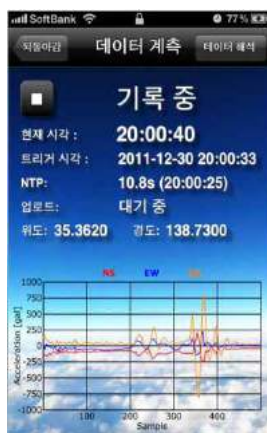 SoftBank 77%
되돌아감 데이터 계측 데이터 해석
기록 중
현재 시각 : 20:00:40
트리거 시각 : 2011-12-30 20:00:33
NTP: 10.8s (20:00:25)
업로드: 대기 중
위도: 35.3620 경도: 138.7300
NS EW
1000
750
500
250
0
-250
-500
-750
-1000
Acceleration [gal]
100 200 300 400
Sample